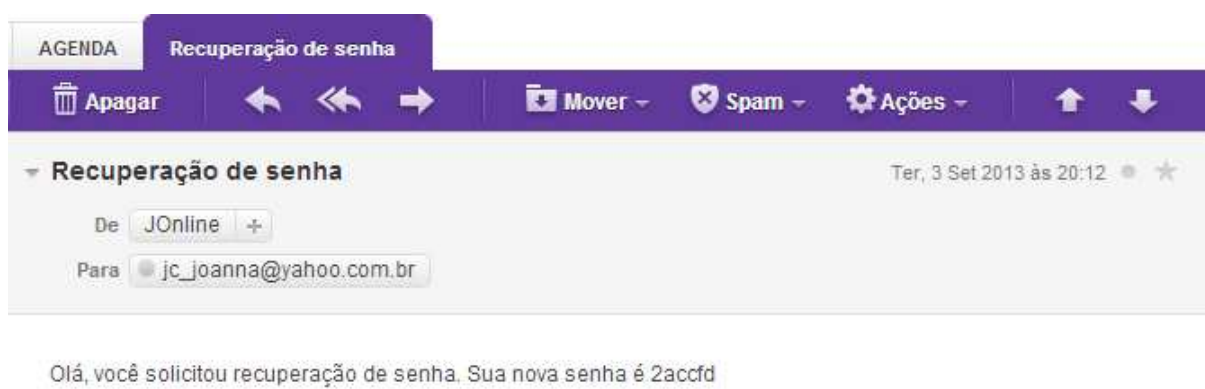 AGENDA Recuperação de senha
Apagar Mover Spam Ações
Recuperação de senha Ter, 3 Set 2013 às 20:12
De JOnline +
Para jc_joanna@yahoo.com.br
Olá, você solicitou recuperação de senha. Sua nova senha é 2accfd